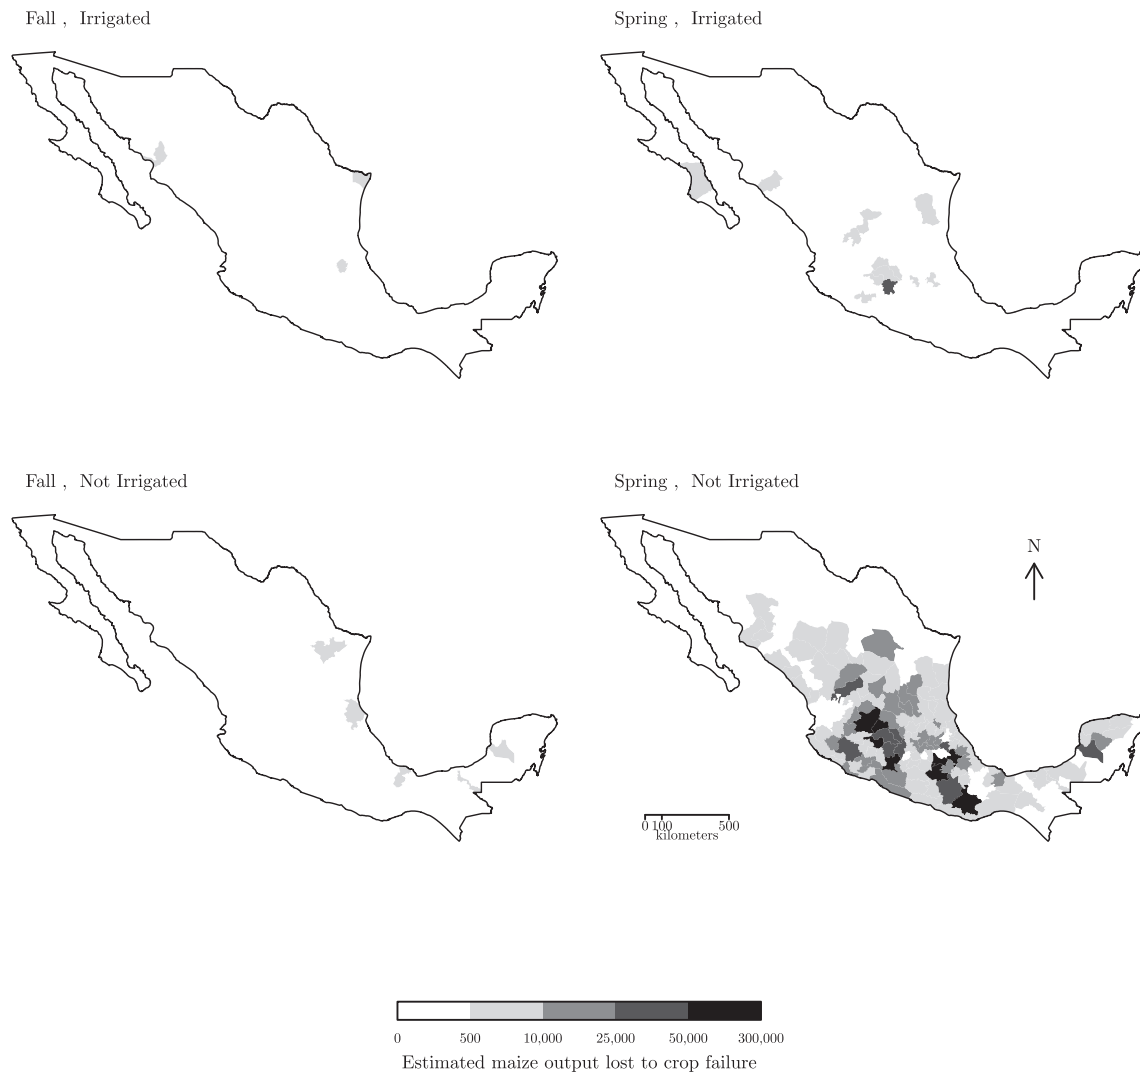 Fall ,  Irrigated
Spring ,  Irrigated
Fall ,  Not Irrigated
Spring ,  Not Irrigated
N
0 100 500
kilometers
0 500 10,000 25,000 50,000 300,000
Estimated maize output lost to crop failure